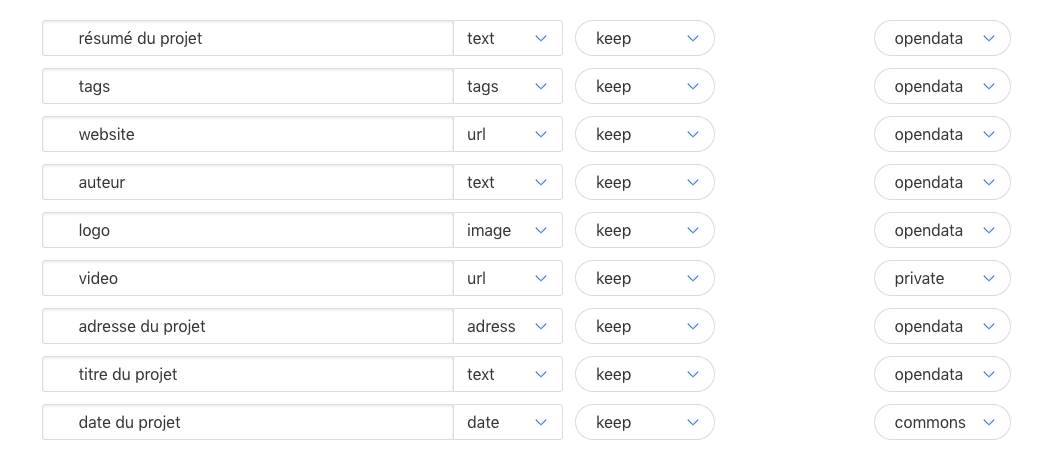 résumé du projet text keep opendata
tags tags keep opendata
website url keep opendata
auteur text keep opendata
logo image keep opendata
video url keep private
adresse du projet adress keep opendata
titre du projet text keep opendata
date du projet date keep commons